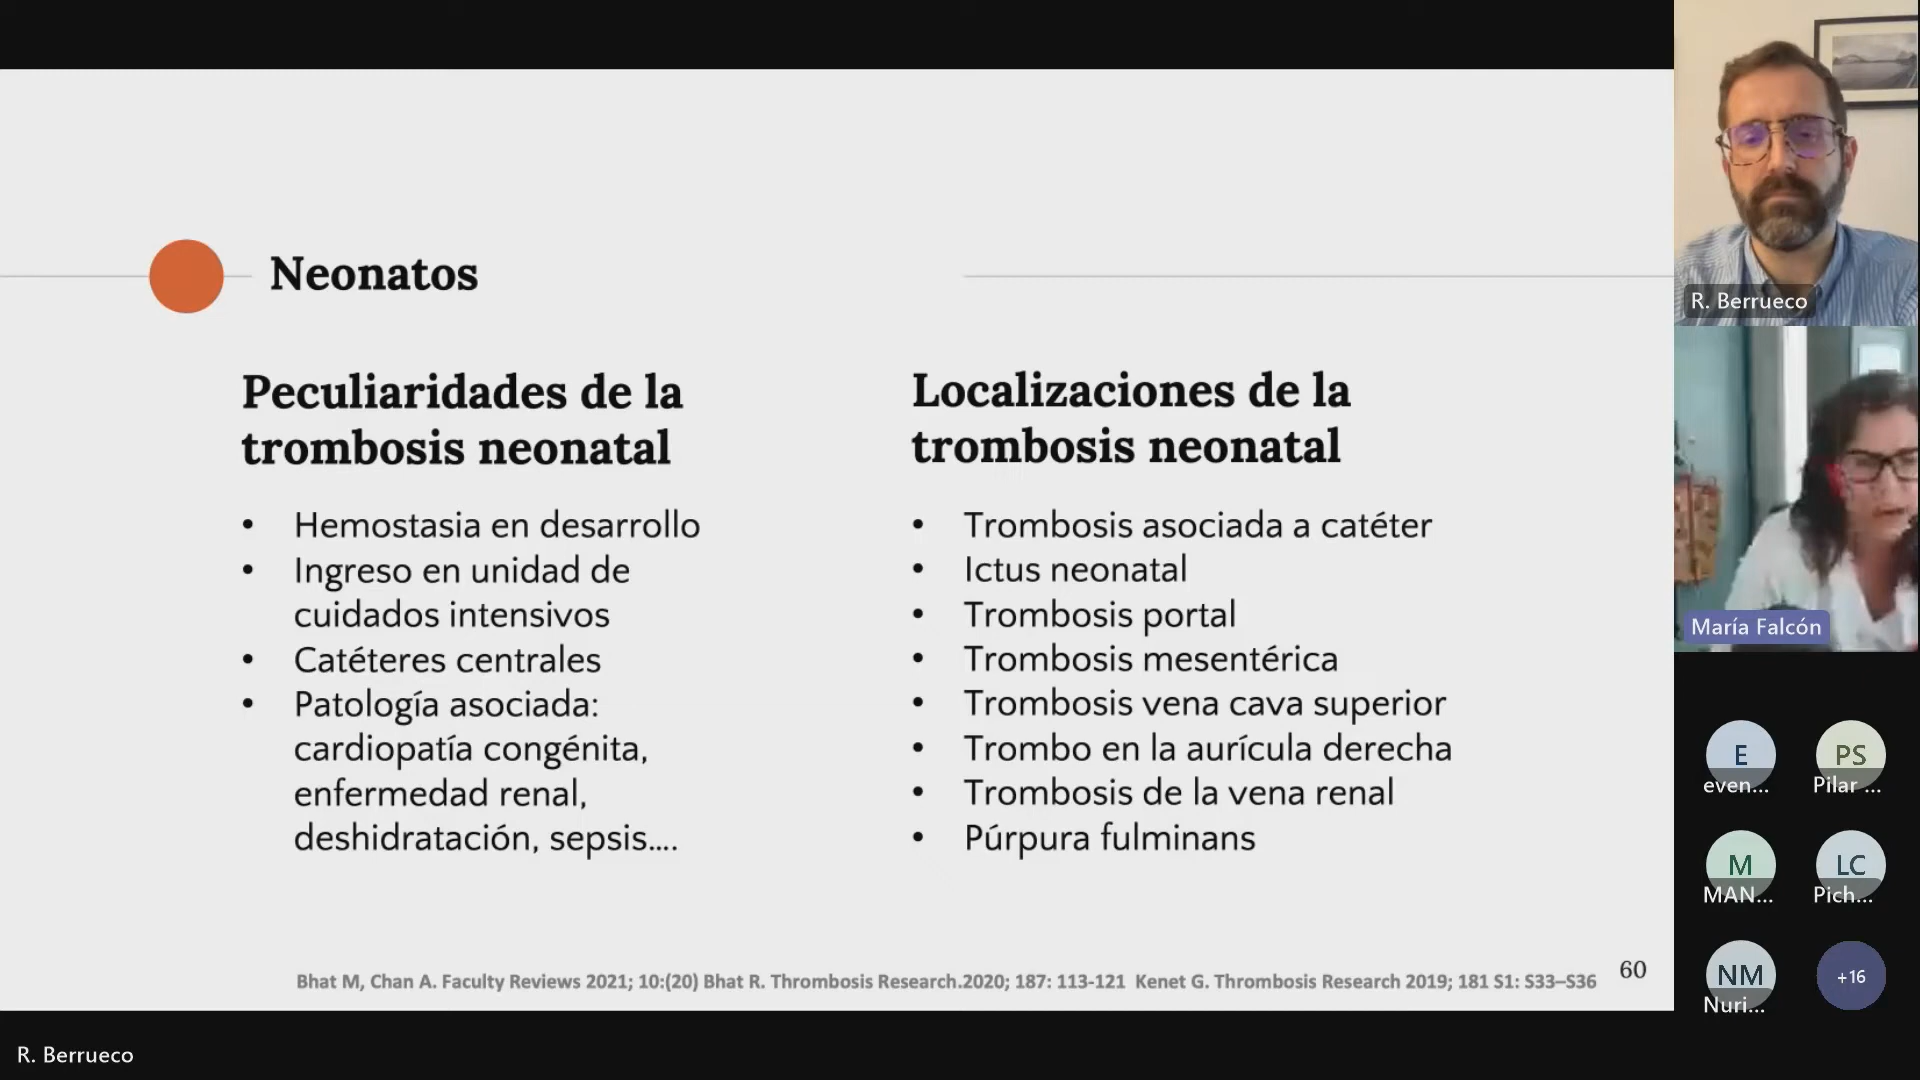 Neonatos
Peculiaridades de la
trombosis neonatal
• Hemostasia en desarrollo
• Ingreso en unidad de
cuidados intensivos
• Catéteres centrales
• Patología asociada:
cardiopatía congénita,
enfermedad renal,
deshidratación, sepsis....
Localizaciones de la
trombosis neonatal
• Trombosis asociada a catéter
• Ictus neonatal
• Trombosis portal
• Trombosis mesentérica
• Trombosis vena cava superior
• Trombo en la aurícula derecha
• Trombosis de la vena renal
• Púrpura fulminans
Bhat M, Chan A. Faculty Reviews 2021; 10:(20) Bhat R. Thrombosis Research.2020; 187: 113-121 Kenet G. Thrombosis Research 2019; 181 S1: S33–S36
60
R. Berrueco
María Falcón
E
even...
PS
Pilar ...
M
MAN...
LC
Pich...
NM
Nuri...
+16
R. Berrueco